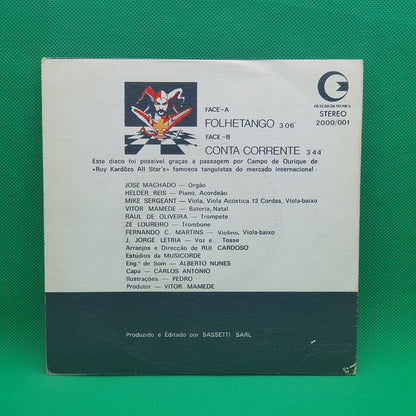 GUILDA DA MUSICA
STEREO
2000/001
FACE-A
FOLHETANGO 3'06"
FACE-B
CONTA CORRENTE 3'44"
Este disco foi possível graças à passagem por Campo de Ourique de
«Ruy Kardôzo All Star's» famosos tanguistas do mercado internacional:
JOSE MACHADO — Orgão
HELDER REIS — Piano, Acordeão
MIKE SERGEANT — Viola, Viola Acústica 12 Cordas, Viola-baixo
VITOR MAMEDE — Bateria, Natal
RAUL DE OLIVEIRA — Trompete
ZE LOUREIRO — Trombone
FERNANDO C. MARTINS — Violino, Viola-baixo
J. JORGE LETRIA — Voz e... Tosse
Arranjos e Direcção de RUI CARDOSO
Estúdios da MUSICORDE
Eng.º de Som — ALBERTO NUNES
Capa — CARLOS ANTONIO
Ilustrações — PEDRO
Produtor — VITOR MAMEDE
Produzido e Editado por SASSETTI SARL